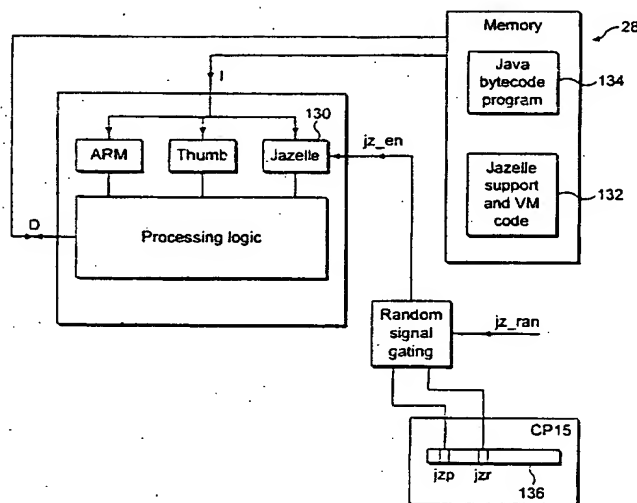 Memory
28
Java
bytecode
program
134
Jazelle
support
and VM
code
132
I
130
ARM
Thumb
Jazelle
jz_en
D
Processing logic
Random
signal
gating
jz_ran
CP15
jzp
jzr
136